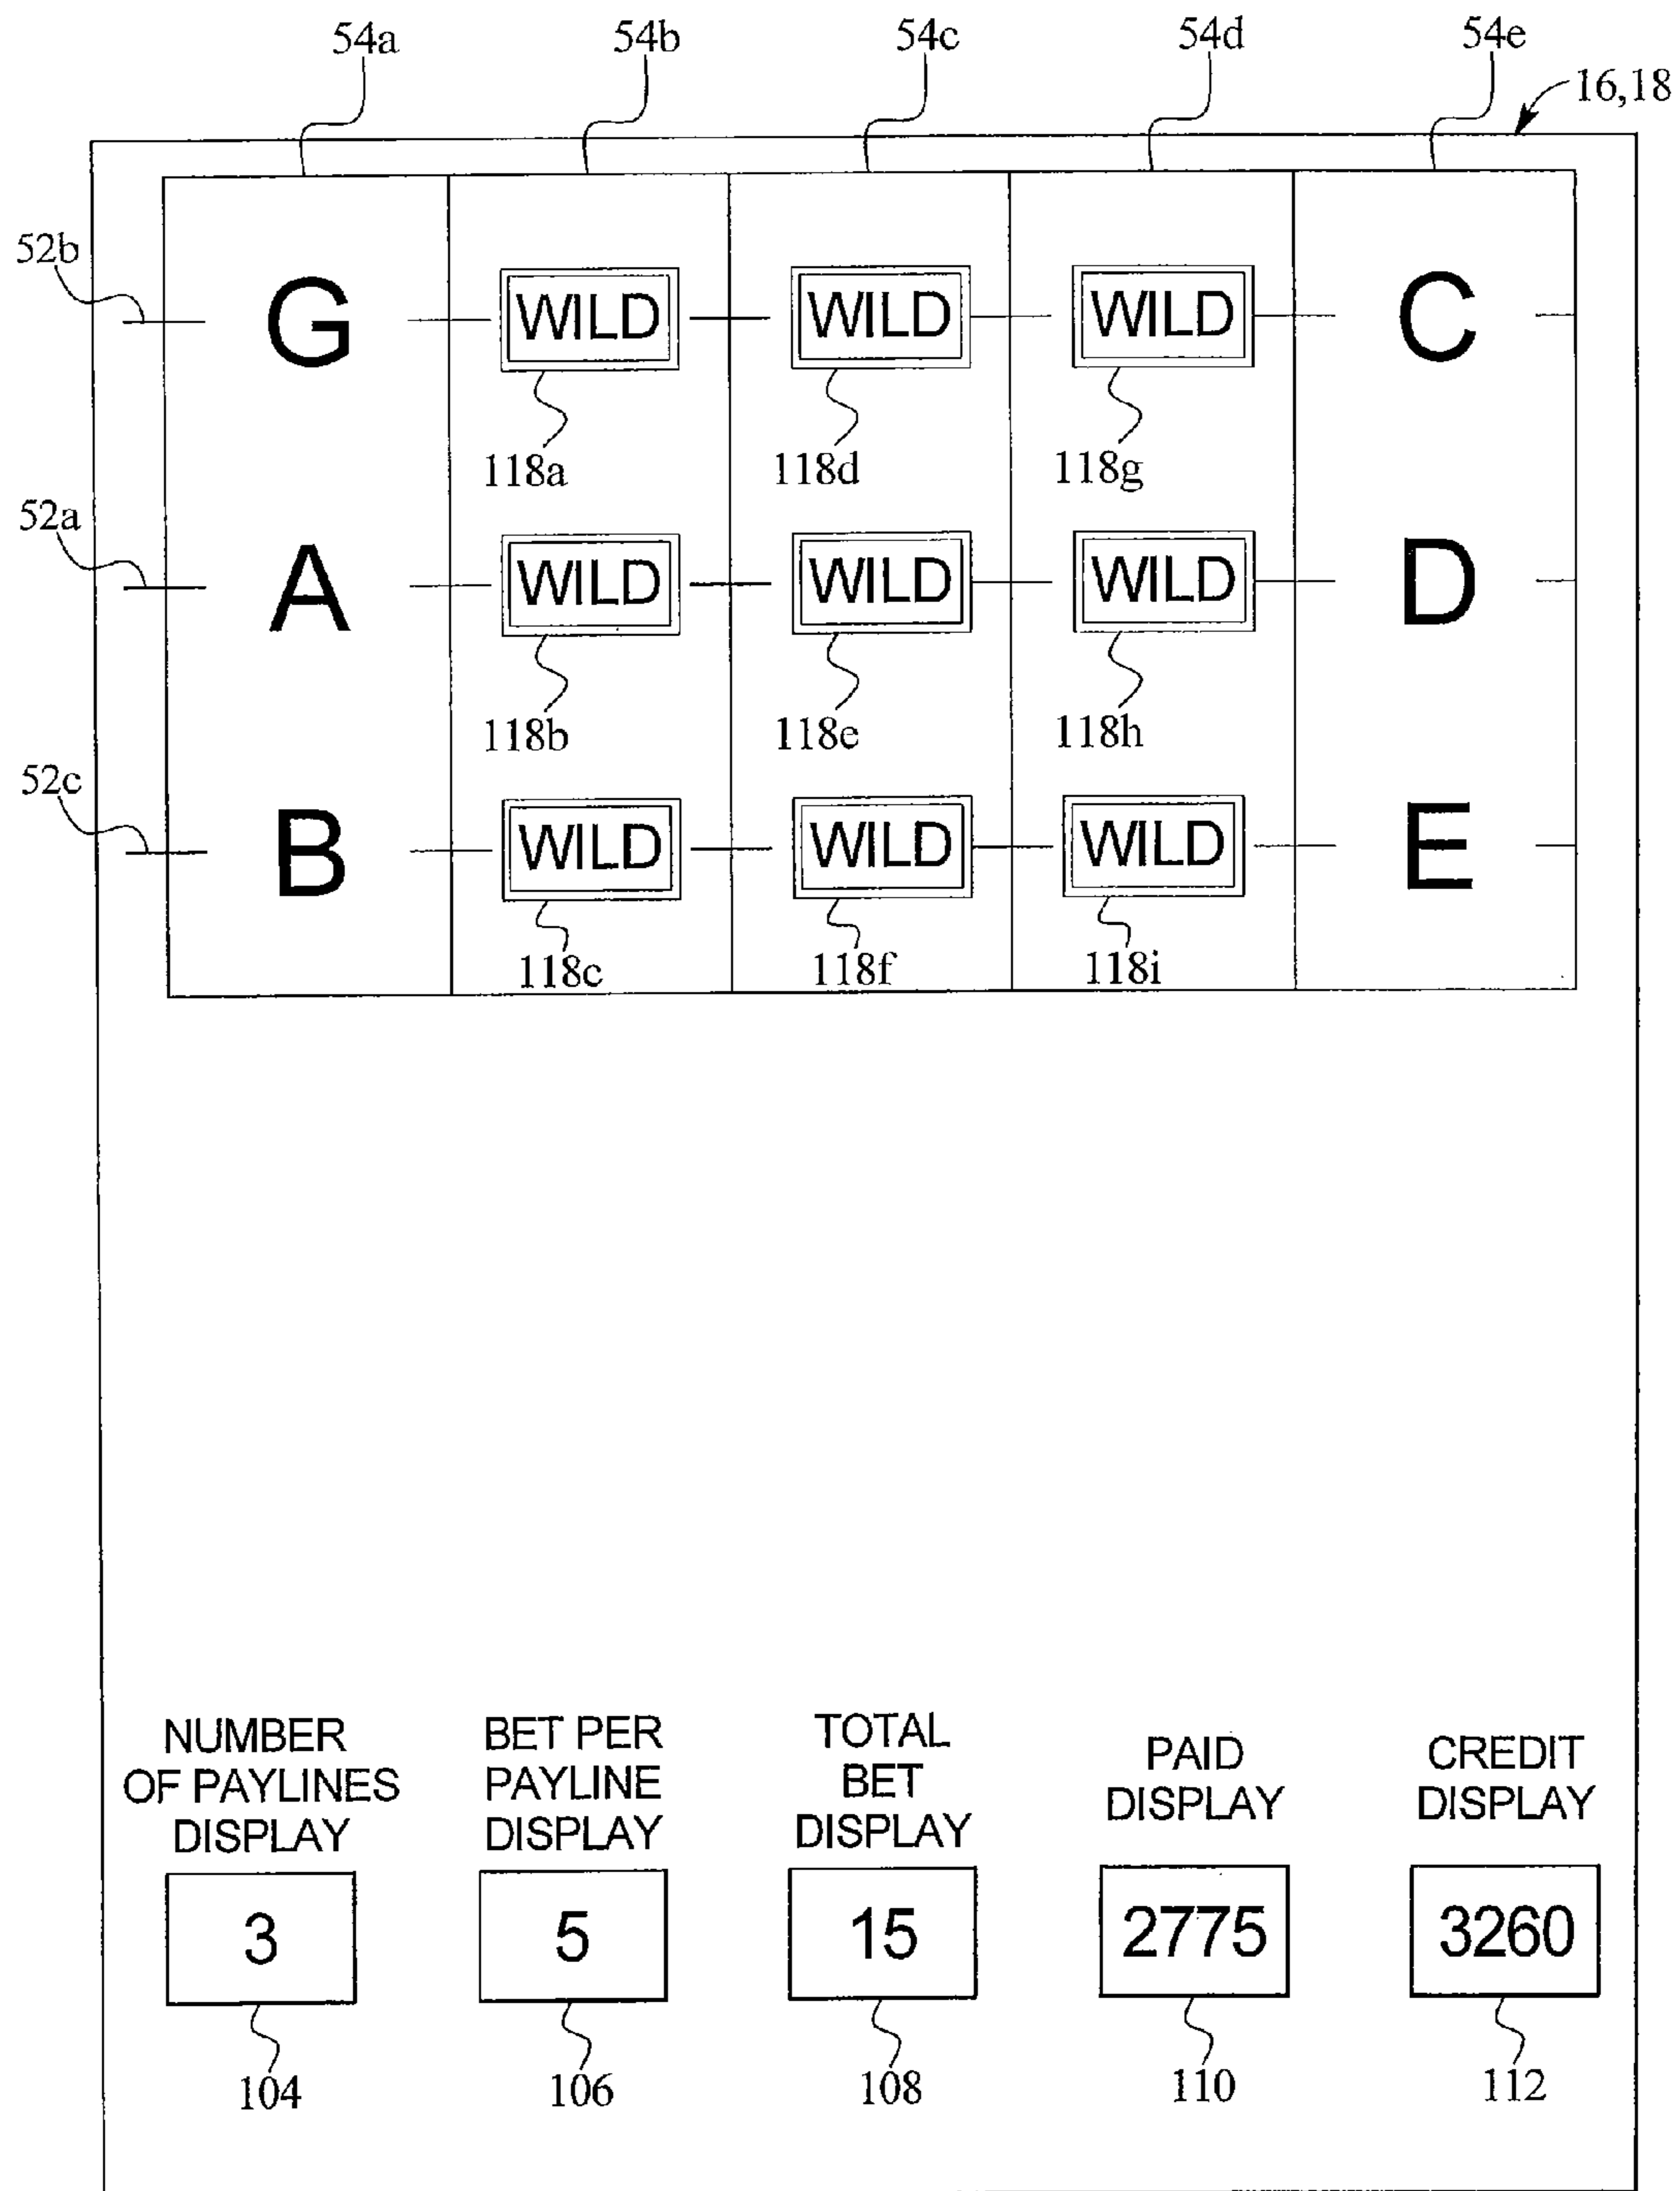 54a 54b 54c 54d 54e
16,18
52b
G WILD WILD WILD C
118a 118d 118g
52a
A WILD WILD WILD D
118b 118e 118h
52c
B WILD WILD WILD E
118c 118f 118i
NUMBER
OF PAYLINES
DISPLAY
3
104
BET PER
PAYLINE
DISPLAY
5
106
TOTAL
BET
DISPLAY
15
108
PAID
DISPLAY
2775
110
CREDIT
DISPLAY
3260
112